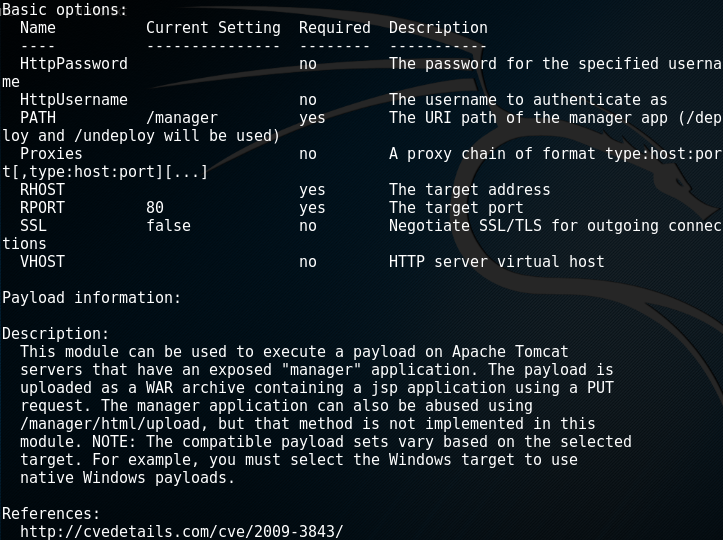 Basic options:
  Name          Current Setting  Required  Description
  ----          ---------------  --------  -----------
  HttpPassword                   no        The password for the specified userna
me
  HttpUsername                   no        The username to authenticate as
  PATH          /manager         yes       The URI path of the manager app (/dep
loy and /undeploy will be used)
  Proxies                        no        A proxy chain of format type:host:por
t[,type:host:port][...]
  RHOST                          yes       The target address
  RPORT         80               yes       The target port
  SSL           false            no        Negotiate SSL/TLS for outgoing connec
tions
  VHOST                          no        HTTP server virtual host

Payload information:

Description:
  This module can be used to execute a payload on Apache Tomcat
  servers that have an exposed "manager" application. The payload is
  uploaded as a WAR archive containing a jsp application using a PUT
  request. The manager application can also be abused using
  /manager/html/upload, but that method is not implemented in this
  module. NOTE: The compatible payload sets vary based on the selected
  target. For example, you must select the Windows target to use
  native Windows payloads.

References:
  http://cvedetails.com/cve/2009-3843/